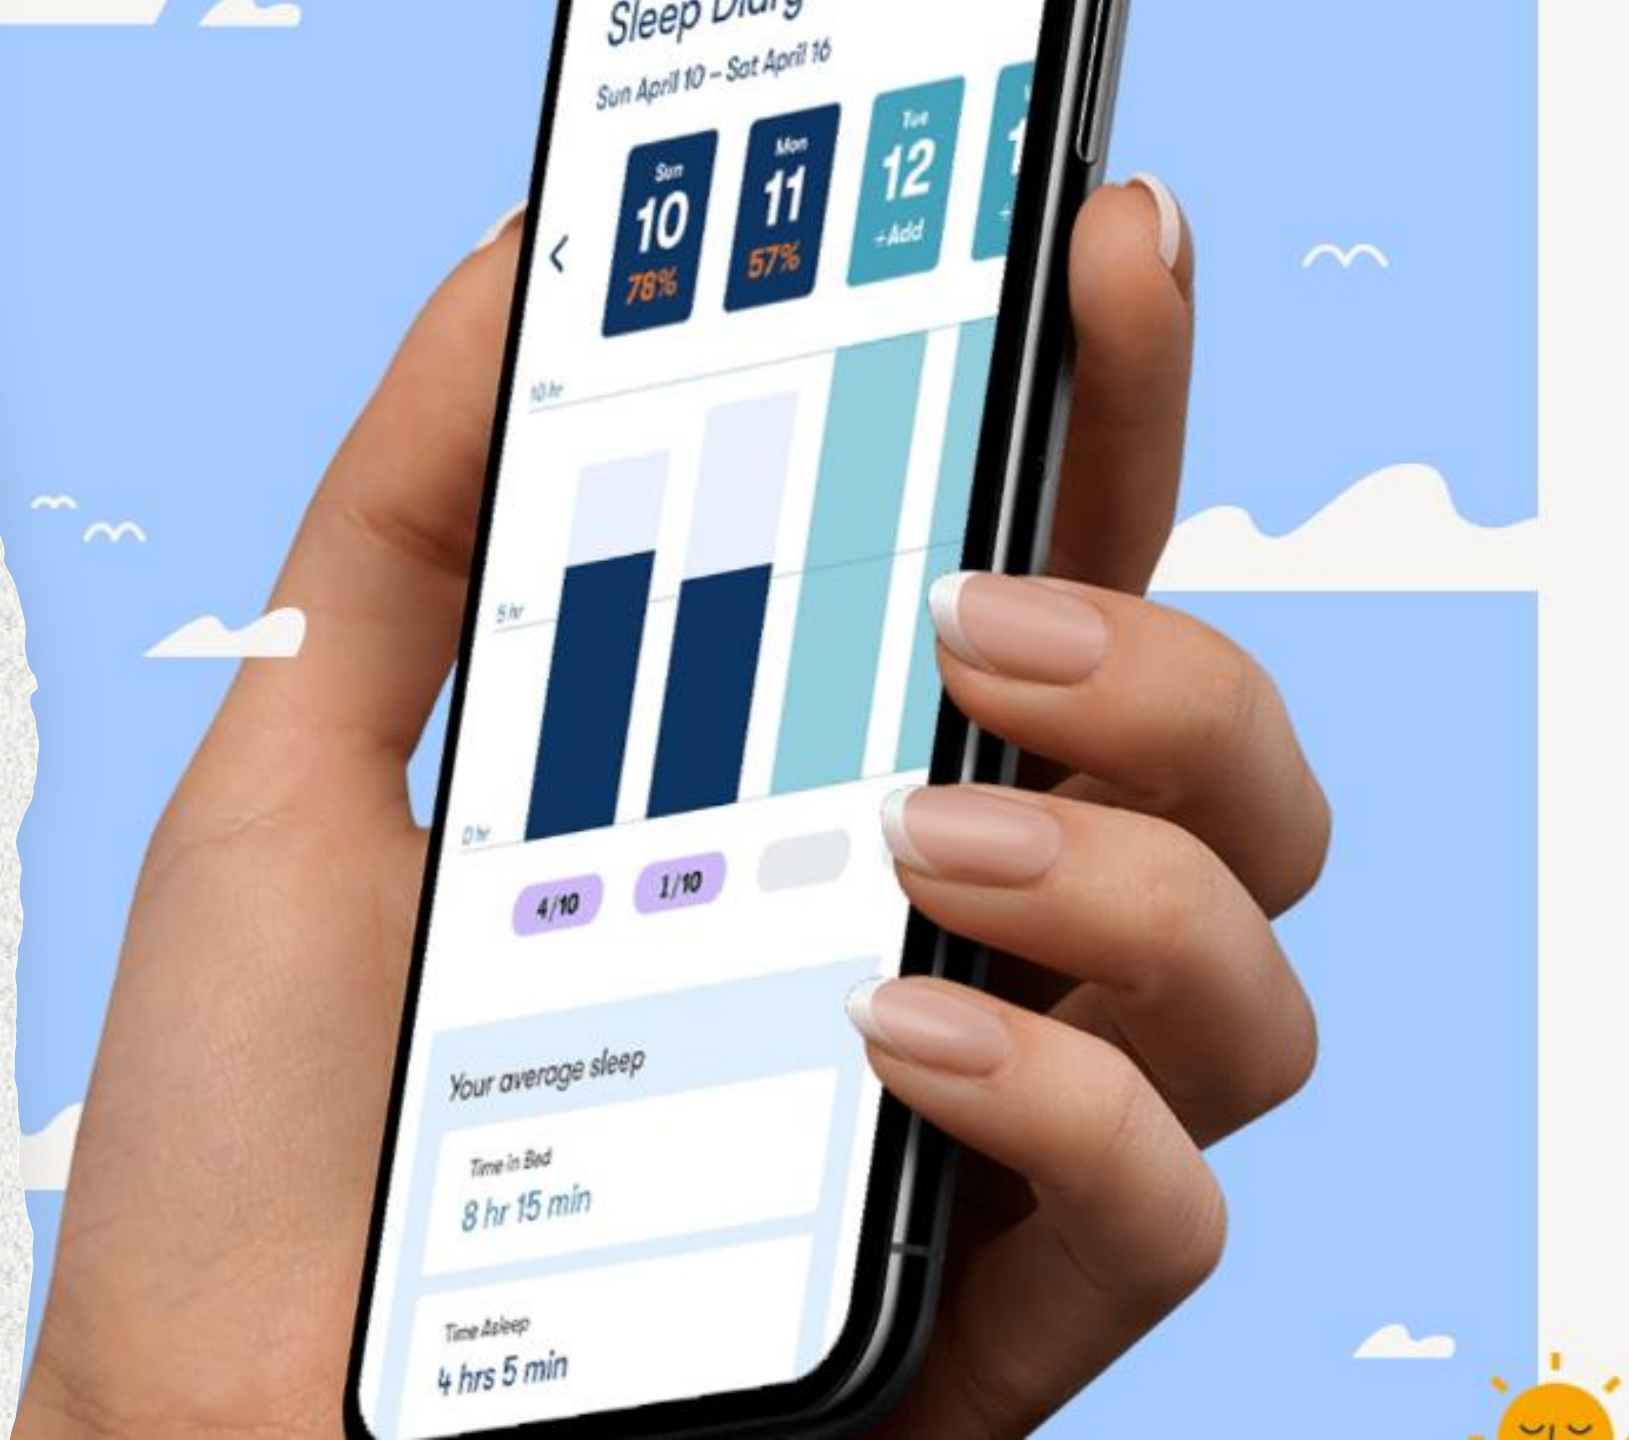 Sleep Diary
Sun April 10 – Sat April 16
Sun
10
78%
Mon
11
57%
Tue
12
+Add
10 hr
5 hr
0 hr
4/10
1/10
Your average sleep
Time in Bed
8 hr 15 min
Time Asleep
4 hrs 5 min